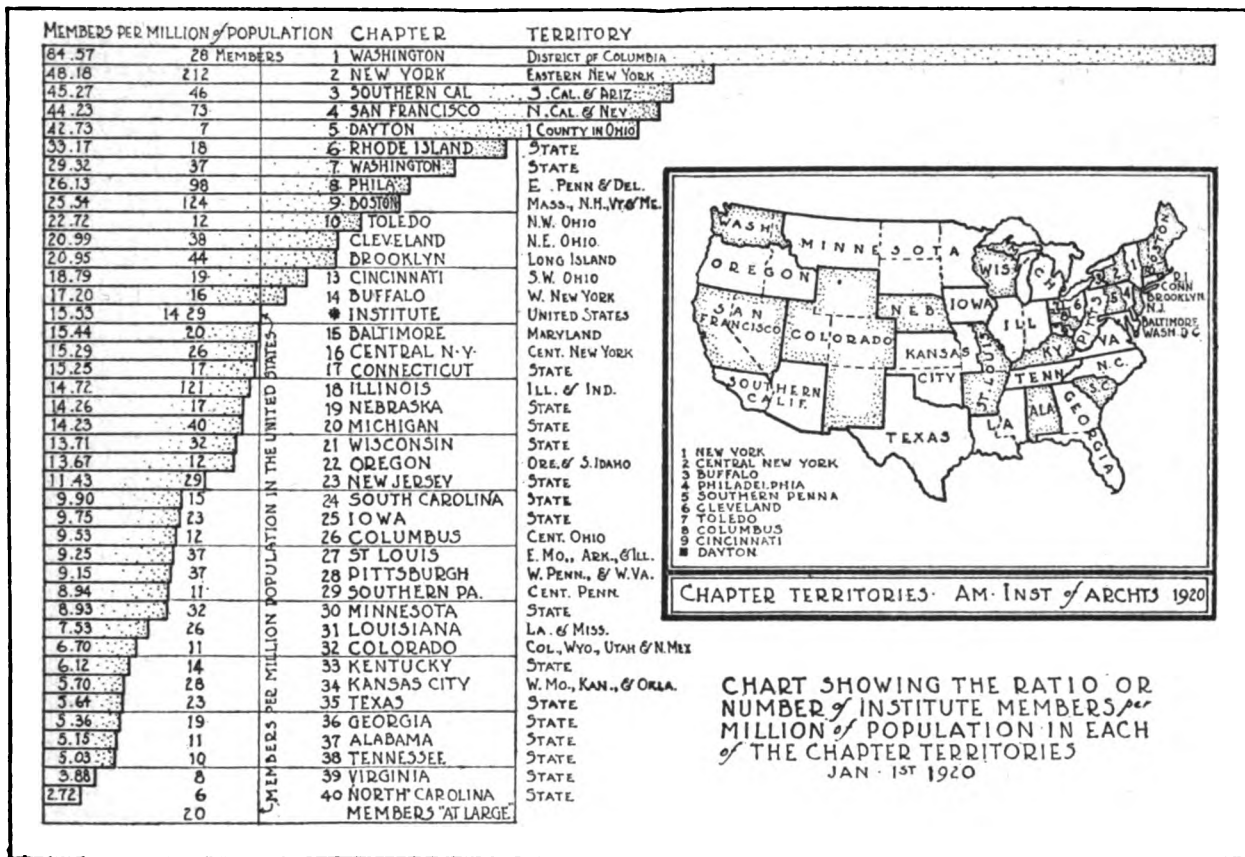 MEMBERS PER MILLION of POPULATION CHAPTER TERRITORY
84.57 28 MEMBERS 1 WASHINGTON DISTRICT OF COLUMBIA
48.18 212 2 NEW YORK EASTERN NEW YORK
45.27 46 3 SOUTHERN CAL S. CAL. & ARIZ.
44.23 73 4 SAN FRANCISCO N. CAL. & NEV
42.73 7 5 DAYTON 1 COUNTY IN OHIO
33.17 18 6 RHODE ISLAND STATE
29.32 37 7 WASHINGTON STATE
26.13 98 8 PHILA. E. PENN & DEL.
25.54 124 9 BOSTON MASS., N.H., VT. & ME.
22.72 12 10 TOLEDO N.W. OHIO
20.99 38 CLEVELAND N.E. OHIO.
20.95 44 BROOKLYN LONG ISLAND
18.79 19 13 CINCINNATI S.W. OHIO
17.20 16 14 BUFFALO W. NEW YORK
15.53 1429 * INSTITUTE UNITED STATES
15.44 20 15 BALTIMORE MARYLAND
15.29 26 16 CENTRAL N.Y. CENT. NEW YORK
15.25 17 17 CONNECTICUT STATE
14.72 121 18 ILLINOIS ILL. & IND.
14.26 17 19 NEBRASKA STATE
14.23 40 20 MICHIGAN STATE
13.71 32 21 WISCONSIN STATE
13.67 12 22 OREGON ORE. & S. IDAHO
11.43 29 23 NEW JERSEY STATE
9.90 15 24 SOUTH CAROLINA STATE
9.75 23 25 IOWA STATE
9.53 12 26 COLUMBUS CENT. OHIO
9.25 37 27 ST LOUIS E. MO., ARK., & ILL.
9.15 37 28 PITTSBURGH W. PENN., & W. VA.
8.94 11 29 SOUTHERN PA. CENT. PENN.
8.93 32 30 MINNESOTA STATE
7.53 26 31 LOUISIANA LA. & MISS.
6.70 11 32 COLORADO COL., WYO., UTAH & N. MEX
6.12 14 33 KENTUCKY STATE
5.70 28 34 KANSAS CITY W. MO., KAN., & OKLA.
5.64 23 35 TEXAS STATE
5.36 19 36 GEORGIA STATE
5.15 11 37 ALABAMA STATE
5.03 10 38 TENNESSEE STATE
3.88 8 39 VIRGINIA STATE
2.72 6 40 NORTH CAROLINA STATE
20 MEMBERS "AT LARGE"
MEMBERS PER MILLION POPULATION IN THE UNITED STATES
WASH
MINNESOTA
OREGON
WIS
MICH
BOSTON
IOWA
SAN FRANCISCO
NEB.
ILL
COLORADO
KANSAS CITY
ST. LOUIS
KY
PITTS
VA
TENN
N.C.
S.C.
SOUTHERN CALIF.
TEXAS
LA
ALA
GEORGIA
R.I.
CONN
BROOKLYN
N.J.
BALTIMORE
WASH. D.C.
1 NEW YORK
2 CENTRAL NEW YORK
3 BUFFALO
4 PHILADELPHIA
5 SOUTHERN PENNA
6 CLEVELAND
7 TOLEDO
8 COLUMBUS
9 CINCINNATI
■ DAYTON
CHAPTER TERRITORIES · AM · INST of ARCHTS 1920
CHART SHOWING THE RATIO OR
NUMBER of INSTITUTE MEMBERS per
MILLION of POPULATION IN EACH
of THE CHAPTER TERRITORIES
JAN · 1ST 1920